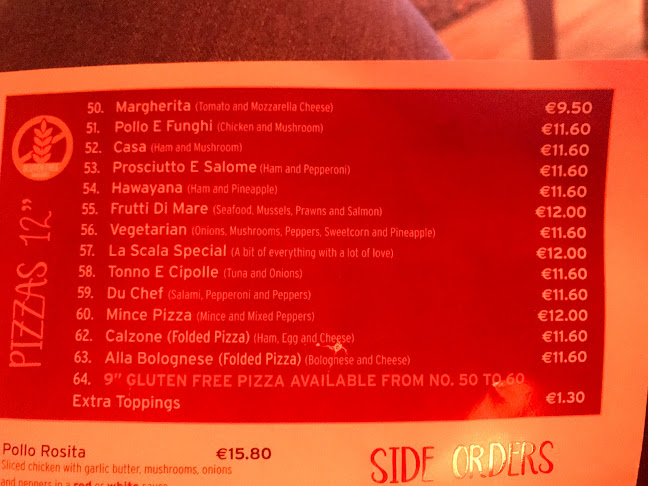 PIZZAS 12"
50. Margherita (Tomato and Mozzarella Cheese) €9.50
51. Pollo E Funghi (Chicken and Mushroom) €11.60
52. Casa (Ham and Mushroom) €11.60
53. Prosciutto E Salome (Ham and Pepperoni) €11.60
54. Hawayana (Ham and Pineapple) €11.60
55. Frutti Di Mare (Seafood, Mussels, Prawns and Salmon) €12.00
56. Vegetarian (Onions, Mushrooms, Peppers, Sweetcorn and Pineapple) €11.60
57. La Scala Special (A bit of everything with a lot of love) €12.00
58. Tonno E Cipolle (Tuna and Onions) €11.60
59. Du Chef (Salami, Pepperoni and Peppers) €11.60
60. Mince Pizza (Mince and Mixed Peppers) €12.00
62. Calzone (Folded Pizza) (Ham, Egg and Cheese) €11.60
63. Alla Bolognese (Folded Pizza) (Bolognese and Cheese) €11.60
64. 9" GLUTEN FREE PIZZA AVAILABLE FROM NO. 50 TO 60
Extra Toppings €1.30
Pollo Rosita €15.80
Sliced chicken with garlic butter, mushrooms, onions
and peppers in a red or white sauce
SIDE ORDERS